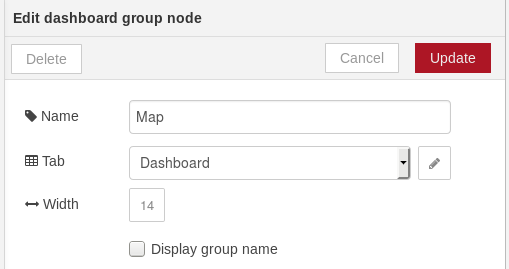 Edit dashboard group node
Delete Cancel Update
Name Map
Tab Dashboard
Width 14
Display group name